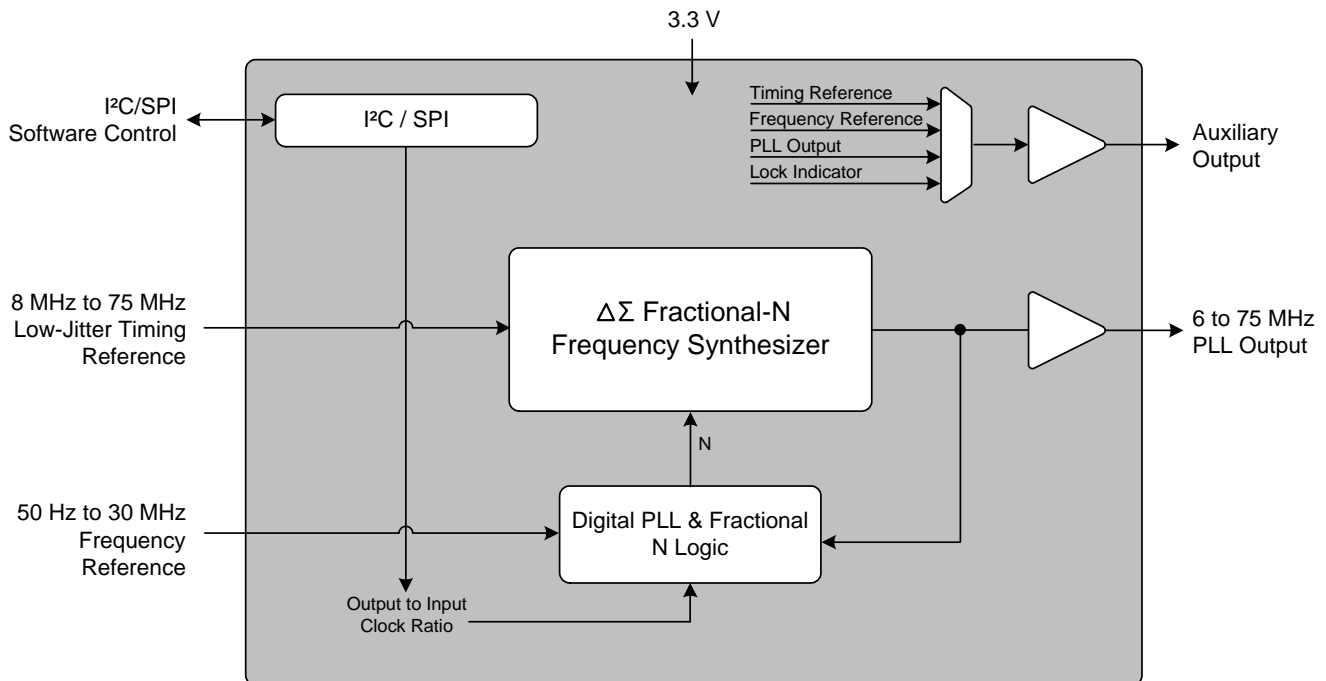 3.3 V
I²C/SPI
Software Control
I²C / SPI
Timing Reference
Frequency Reference
PLL Output
Lock Indicator
Auxiliary
Output
8 MHz to 75 MHz
Low-Jitter Timing
Reference
ΔΣ Fractional-N
Frequency Synthesizer
6 to 75 MHz
PLL Output
N
50 Hz to 30 MHz
Frequency
Reference
Digital PLL & Fractional
N Logic
Output to Input
Clock Ratio